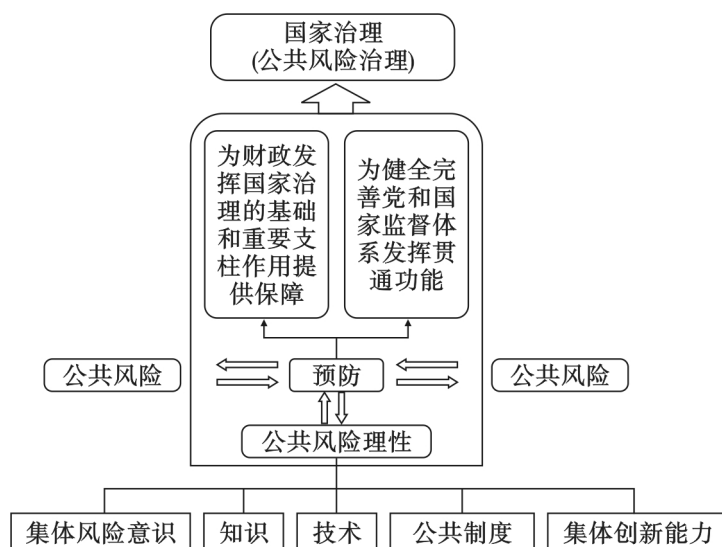 国家治理
(公共风险治理)
为财政发
挥国家治
理的基础
和重要支
柱作用提
供保障
为健全完
善党和国
家监督体
系发挥贯
通功能
公共风险
预防
公共风险
公共风险理性
集体风险意识
知识
技术
公共制度
集体创新能力